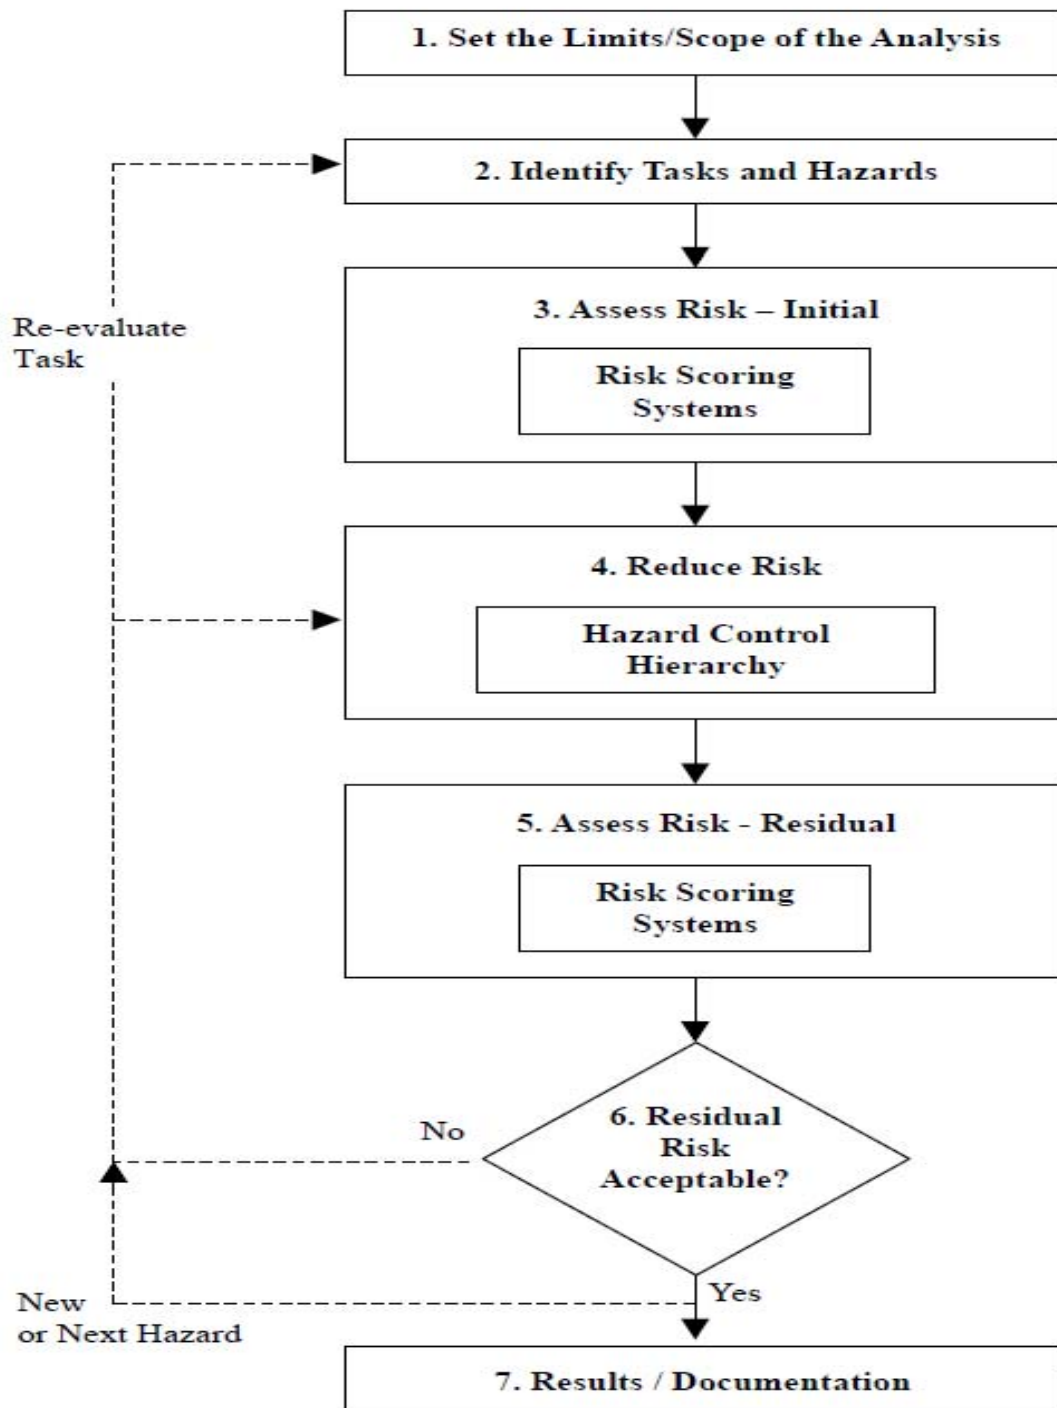 1. Set the Limits/Scope of the Analysis
2. Identify Tasks and Hazards
3. Assess Risk – Initial
Re-evaluate
Task
Risk Scoring
Systems
4. Reduce Risk
Hazard Control
Hierarchy
5. Assess Risk - Residual
Risk Scoring
Systems
6. Residual
Risk
Acceptable?
No
Yes
New
or Next Hazard
7. Results / Documentation